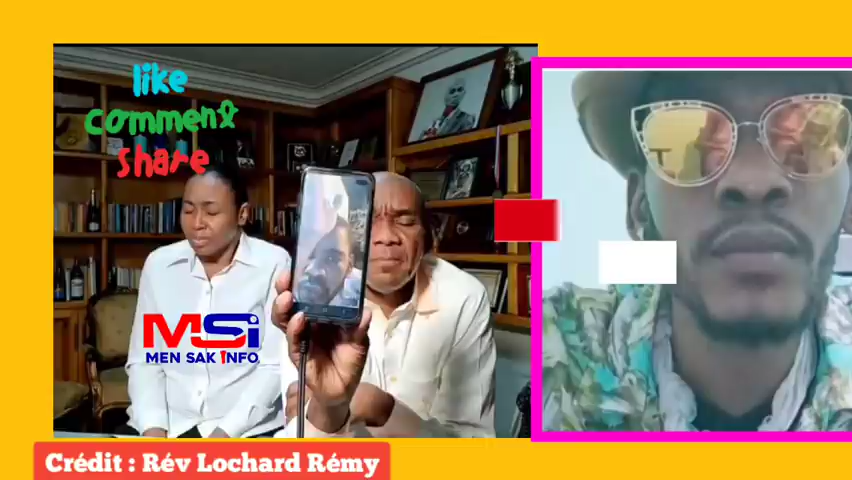 like
comment
share
MSi
MEN SAK INFO
Crédit : Rév Lochard Rémy